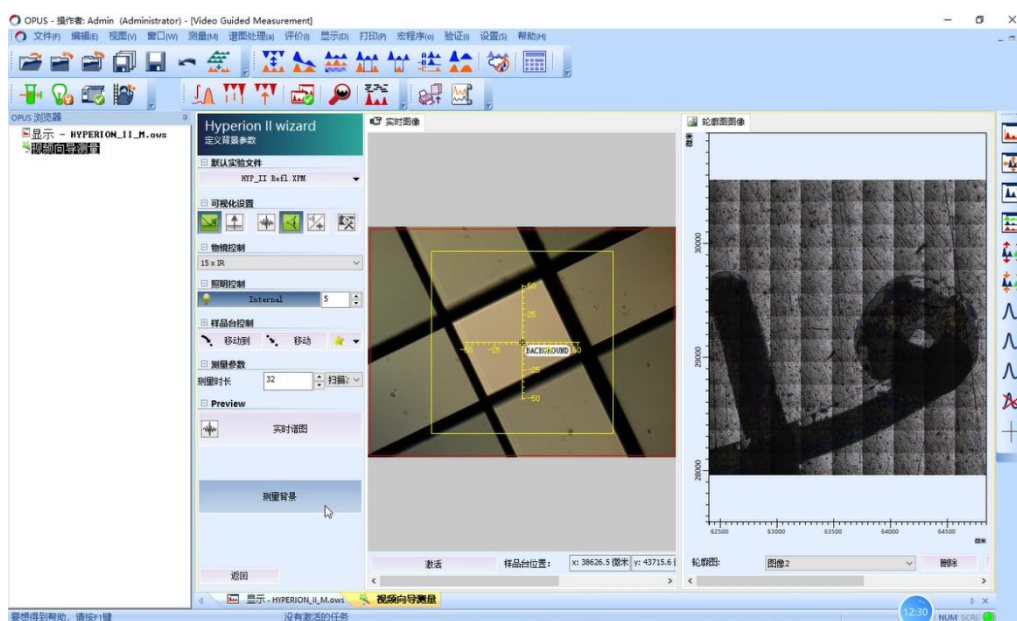 OPUS - 操作者: Admin (Administrator) - [Video Guided Measurement]
文件(F) 编辑(E) 视图(V) 窗口(W) 测量(M) 谱图处理(a) 评价(l) 显示(D) 打印(P) 宏程序(o) 验证(i) 设置(S) 帮助(H)
OPUS 浏览器
显示 - HYPERION_II_M.ows
视频向导测量
Hyperion II wizard
定义背景参数
默认实验文件
HYP_II Refl.XPM
可视化设置
物镜控制
15 x IR
照明控制
Internal 5
样品台控制
移动到 移动
测量参数
测量时长 32 扫描
Preview
实时谱图
测量背景
返回
实时图像
50
25
-50 -25 BACKGROUND 50
-25
-50
激活 样品台位置: x: 38626.5 微米 y: 43715.6
轮廓图图像
微米
30000
29000
28000
62500 63000 63500 64000 64500
微米
轮廓图: 图像2 删除
显示 - HYPERION_II_M.ows 视频向导测量
要想得到帮助，请按F1键 没有激活的任务 12:30 NUM SCRL